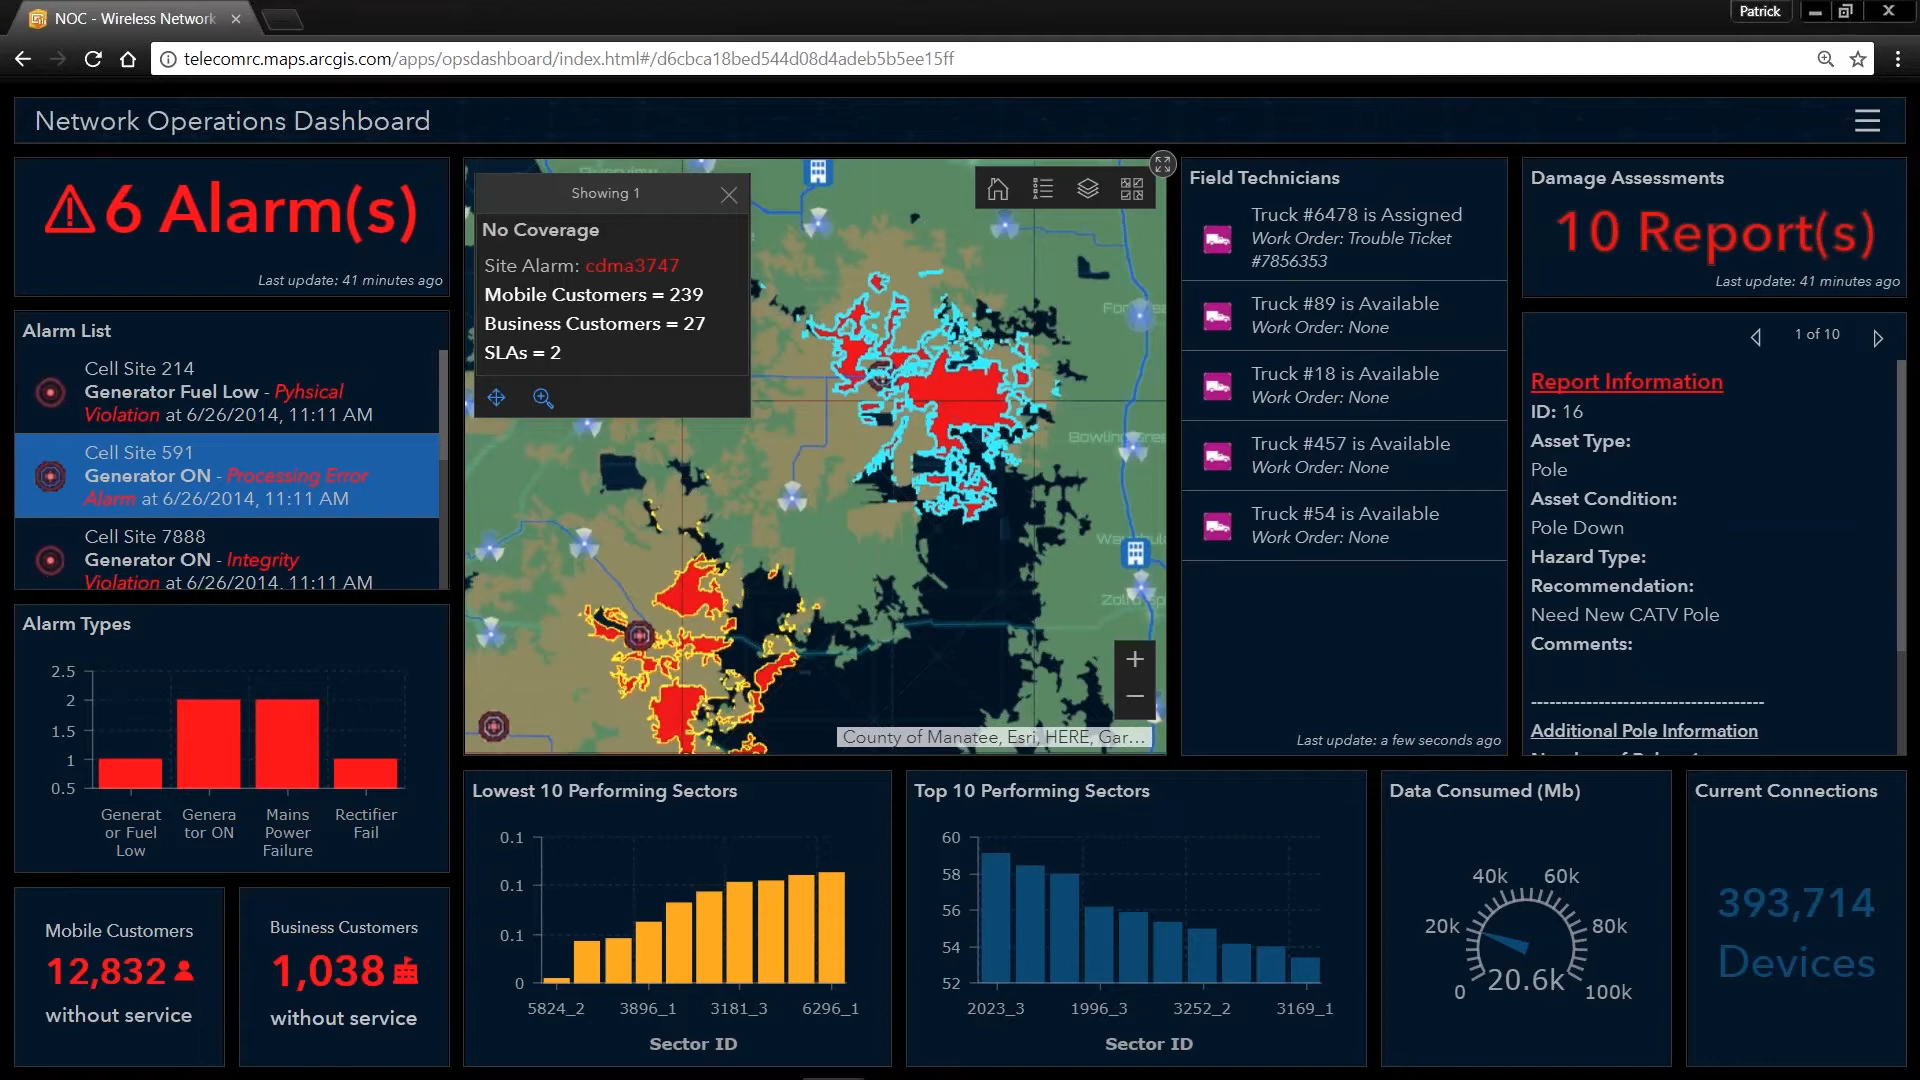 NOC - Wireless Network
Patrick
telecomrc.maps.arcgis.com/apps/opsdashboard/index.html#/d6cbca18bed544d08d4adeb5b5ee15ff
Network Operations Dashboard
6 Alarm(s)
Last update: 41 minutes ago
Alarm List
Cell Site 214
Generator Fuel Low - Pyhsical
Violation at 6/26/2014, 11:11 AM
Cell Site 591
Generator ON - Processing Error
Alarm at 6/26/2014, 11:11 AM
Cell Site 7888
Generator ON - Integrity
Violation at 6/26/2014, 11:11 AM
Alarm Types
2.5
2
1.5
1
0.5
Generat
or Fuel
Low
Genera
tor ON
Mains
Power
Failure
Rectifier
Fail
Mobile Customers
12,832
without service
Business Customers
1,038
without service
Showing 1
No Coverage
Site Alarm: cdma3747
Mobile Customers = 239
Business Customers = 27
SLAs = 2
County of Manatee, Esri, HERE, Gar...
Field Technicians
Truck #6478 is Assigned
Work Order: Trouble Ticket
#7856353
Truck #89 is Available
Work Order: None
Truck #18 is Available
Work Order: None
Truck #457 is Available
Work Order: None
Truck #54 is Available
Work Order: None
Last update: a few seconds ago
Damage Assessments
10 Report(s)
Last update: 41 minutes ago
1 of 10
Report Information
ID: 16
Asset Type:
Pole
Asset Condition:
Pole Down
Hazard Type:
Recommendation:
Need New CATV Pole
Comments:
--------------------------------------
Additional Pole Information
Lowest 10 Performing Sectors
0.1
0.1
0.1
0
5824_2
3896_1
3181_3
6296_1
Sector ID
Top 10 Performing Sectors
60
58
56
54
52
2023_3
1996_3
3252_2
3169_1
Sector ID
Data Consumed (Mb)
0
20k
40k
60k
80k
100k
20.6k
Current Connections
393,714
Devices